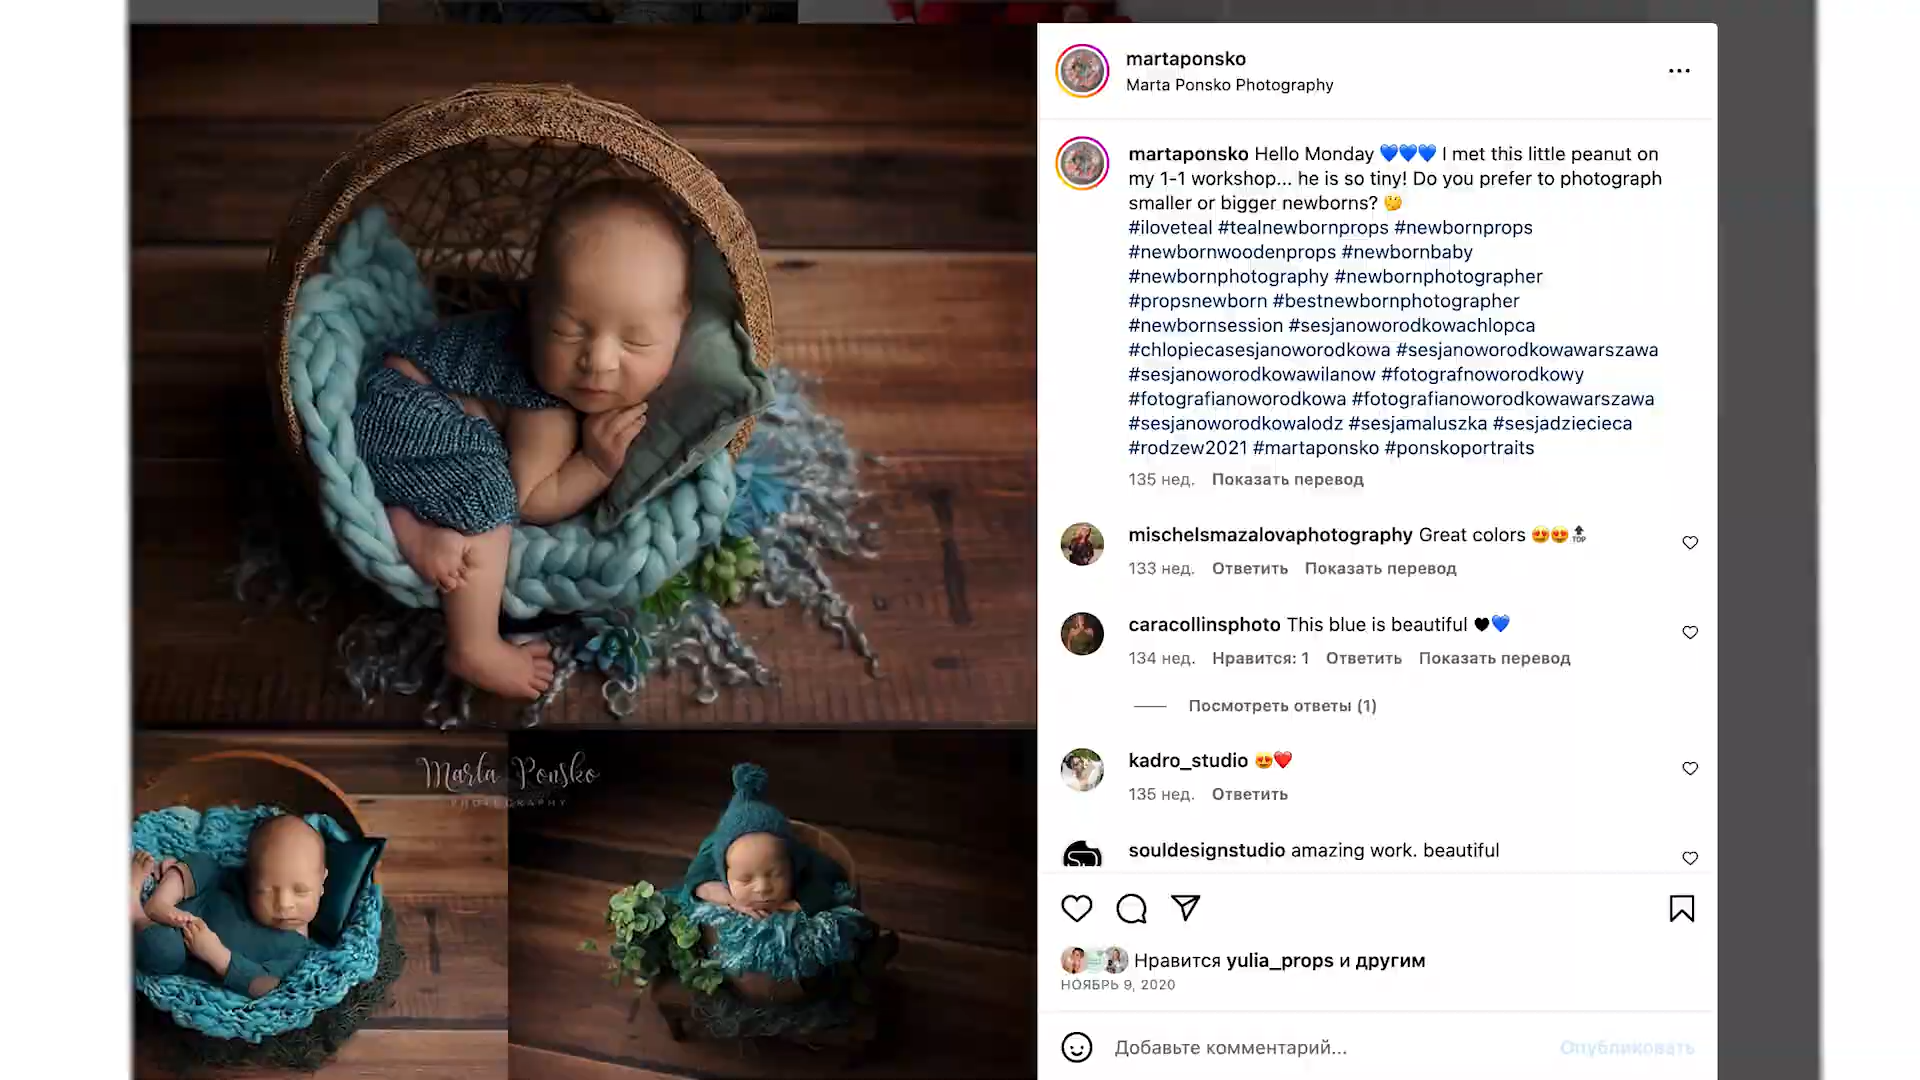 martaponsko
Marta Ponsko Photography
martaponsko Hello Monday 💙💙💙 I met this little peanut on
my 1-1 workshop... he is so tiny! Do you prefer to photograph
smaller or bigger newborns? 🤔
#iloveteal #tealnewbornprops #newbornprops
#newbornwoodenprops #newbornbaby
#newbornphotography #newbornphotographer
#propsnewborn #bestnewbornphotographer
#newbornsession #sesjanoworodkowachlopca
#chlopiecasesjanoworodkowa #sesjanoworodkowawarszawa
#sesjanoworodkowawilanow #fotografnoworodkowy
#fotografianoworodkowa #fotografianoworodkowawarszawa
#sesjanoworodkowalodz #sesjamaluszka #sesjadziecieca
#rodzew2021 #martaponsko #ponskoportraits
135 нед. Показать перевод
mischelsmazalovaphotography Great colors 😍😍🔝
133 нед. Ответить Показать перевод
caracollinsphoto This blue is beautiful 🖤💙
134 нед. Нравится: 1 Ответить Показать перевод
Посмотреть ответы (1)
kadro_studio 😍❤️
135 нед. Ответить
souldesignstudio amazing work. beautiful
Нравится yulia_props и другим
НОЯБРЬ 9, 2020
Добавьте комментарий...
Опубликовать
Marta Ponsko
PHOTOGRAPHY